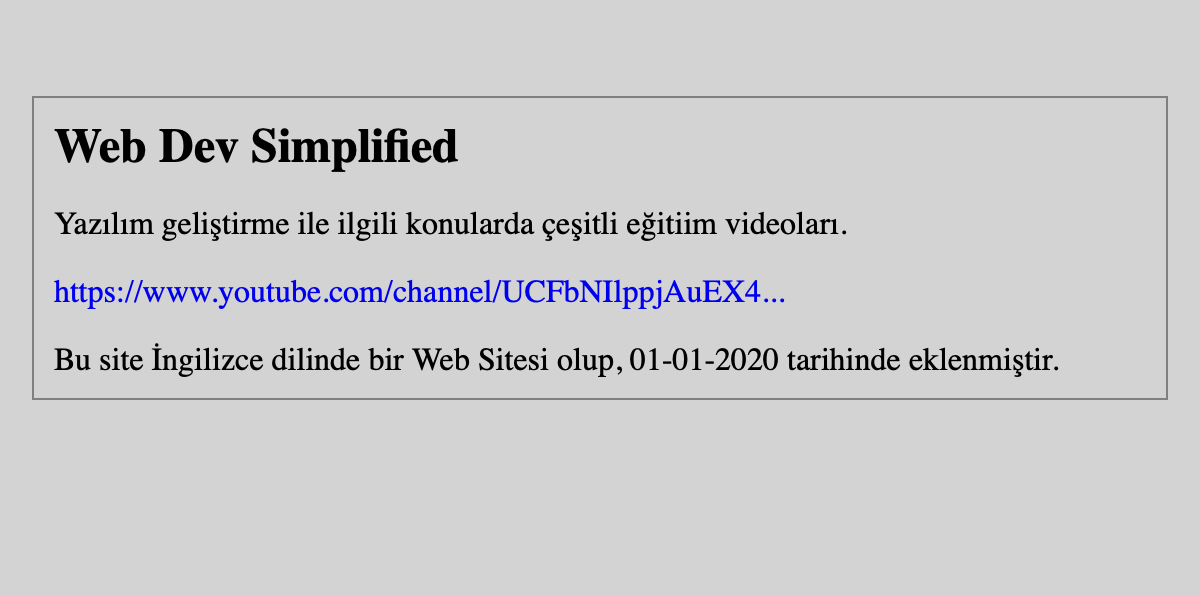 Web Dev Simplified
Yazılım geliştirme ile ilgili konularda çeşitli eğitiim videoları.
https://www.youtube.com/channel/UCFbNIlppjAuEX4...
Bu site İngilizce dilinde bir Web Sitesi olup, 01-01-2020 tarihinde eklenmiştir.